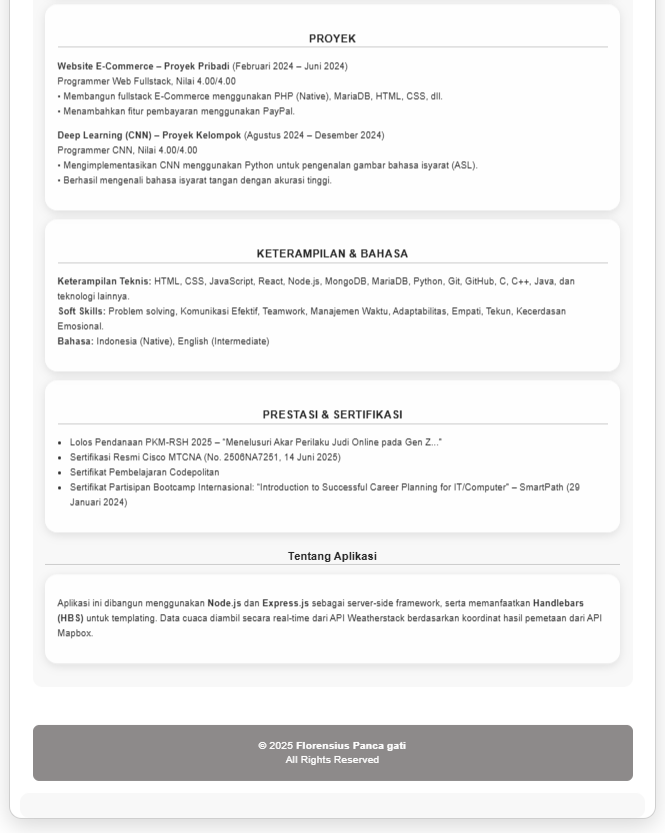 PROYEK
Website E-Commerce – Proyek Pribadi (Februari 2024 – Juni 2024)
Programmer Web Fullstack, Nilai 4.00/4.00
• Membangun fullstack E-Commerce menggunakan PHP (Native), MariaDB, HTML, CSS, dll.
• Menambahkan fitur pembayaran menggunakan PayPal.
Deep Learning (CNN) – Proyek Kelompok (Agustus 2024 – Desember 2024)
Programmer CNN, Nilai 4.00/4.00
• Mengimplementasikan CNN menggunakan Python untuk pengenalan gambar bahasa isyarat (ASL).
• Berhasil mengenali bahasa isyarat tangan dengan akurasi tinggi.
KETERAMPILAN & BAHASA
Keterampilan Teknis: HTML, CSS, JavaScript, React, Node.js, MongoDB, MariaDB, Python, Git, GitHub, C, C++, Java, dan
teknologi lainnya.
Soft Skills: Problem solving, Komunikasi Efektif, Teamwork, Manajemen Waktu, Adaptabilitas, Empati, Tekun, Kecerdasan
Emosional.
Bahasa: Indonesia (Native), English (Intermediate)
PRESTASI & SERTIFIKASI
• Lolos Pendanaan PKM-RSH 2025 – "Menelusuri Akar Perilaku Judi Online pada Gen Z..."
• Sertifikasi Resmi Cisco MTCNA (No. 2506NA7251, 14 Juni 2025)
• Sertifikat Pembelajaran Codepolitan
• Sertifikat Partisipan Bootcamp Internasional: "Introduction to Successful Career Planning for IT/Computer" – SmartPath (29
Januari 2024)
Tentang Aplikasi
Aplikasi ini dibangun menggunakan Node.js dan Express.js sebagai server-side framework, serta memanfaatkan Handlebars
(HBS) untuk templating. Data cuaca diambil secara real-time dari API Weatherstack berdasarkan koordinat hasil pemetaan dari API
Mapbox.
© 2025 Florensius Panca gati
All Rights Reserved